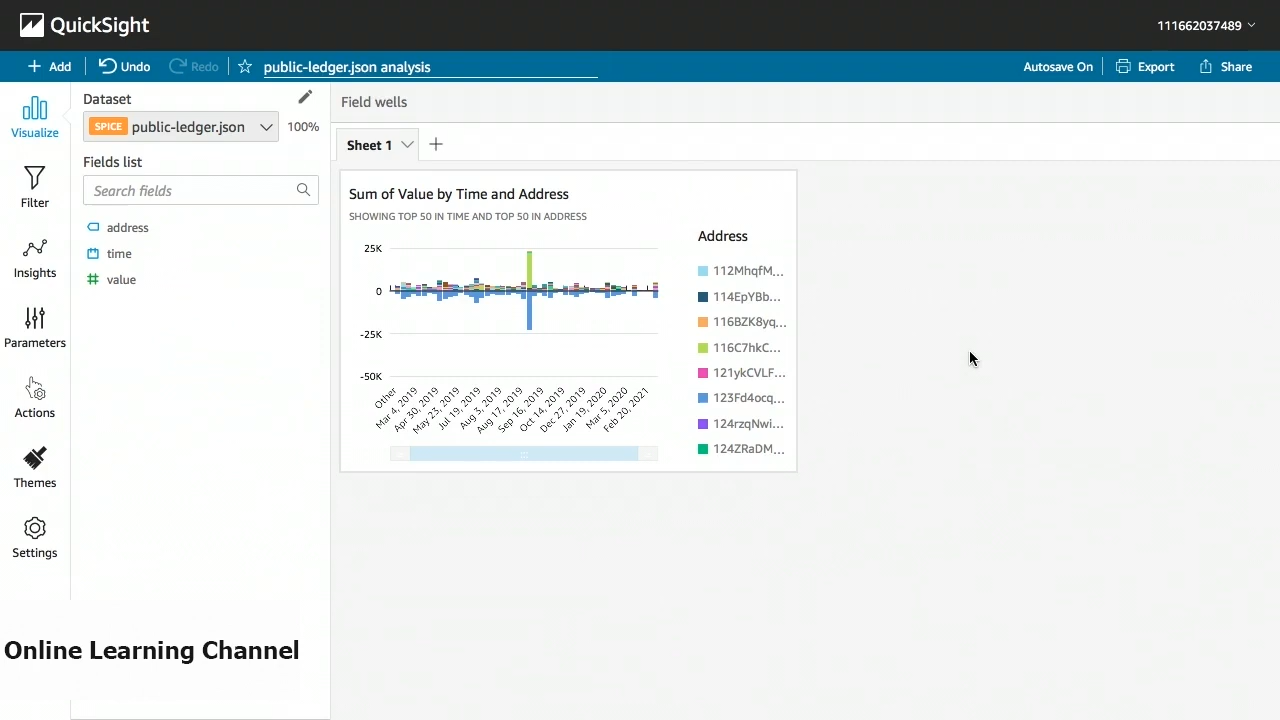 QuickSight
111662037489
Add
Undo
Redo
public-ledger.json analysis
Autosave On
Export
Share
Visualize
Filter
Insights
Parameters
Actions
Themes
Settings
Dataset
SPICE public-ledger.json
100%
Fields list
Search fields
address
time
value
Field wells
Sheet 1
Sum of Value by Time and Address
SHOWING TOP 50 IN TIME AND TOP 50 IN ADDRESS
25K
0
-25K
-50K
Other
Mar 4, 2019
Apr 30, 2019
May 23, 2019
Jul 19, 2019
Aug 3, 2019
Aug 17, 2019
Sep 16, 2019
Oct 14, 2019
Dec 27, 2019
Jan 19, 2020
Mar 5, 2020
Feb 20, 2021
Address
112MhqfM...
114EpYBb...
116BZK8yq...
116C7hkC...
121ykCVLF...
123Fd4ocq...
124rzqNwi...
124ZRaDM...
Online Learning Channel